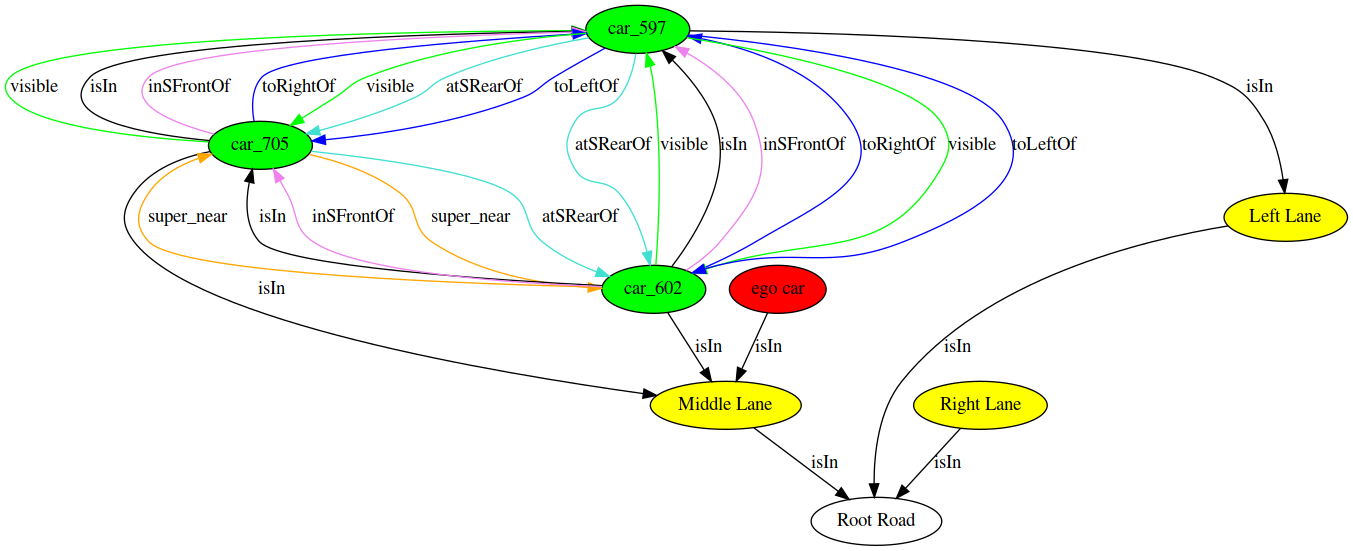 car_597
visible
isIn
inSFrontOf
toRightOf
visible
atSRearOf
toLeftOf
isIn
car_705
atSRearOf
visible
isIn
inSFrontOf
toRightOf
visible
toLeftOf
super_near
isIn
inSFrontOf
super_near
atSRearOf
Left Lane
isIn
car_602
ego car
isIn
isIn
isIn
Middle Lane
Right Lane
isIn
isIn
Root Road